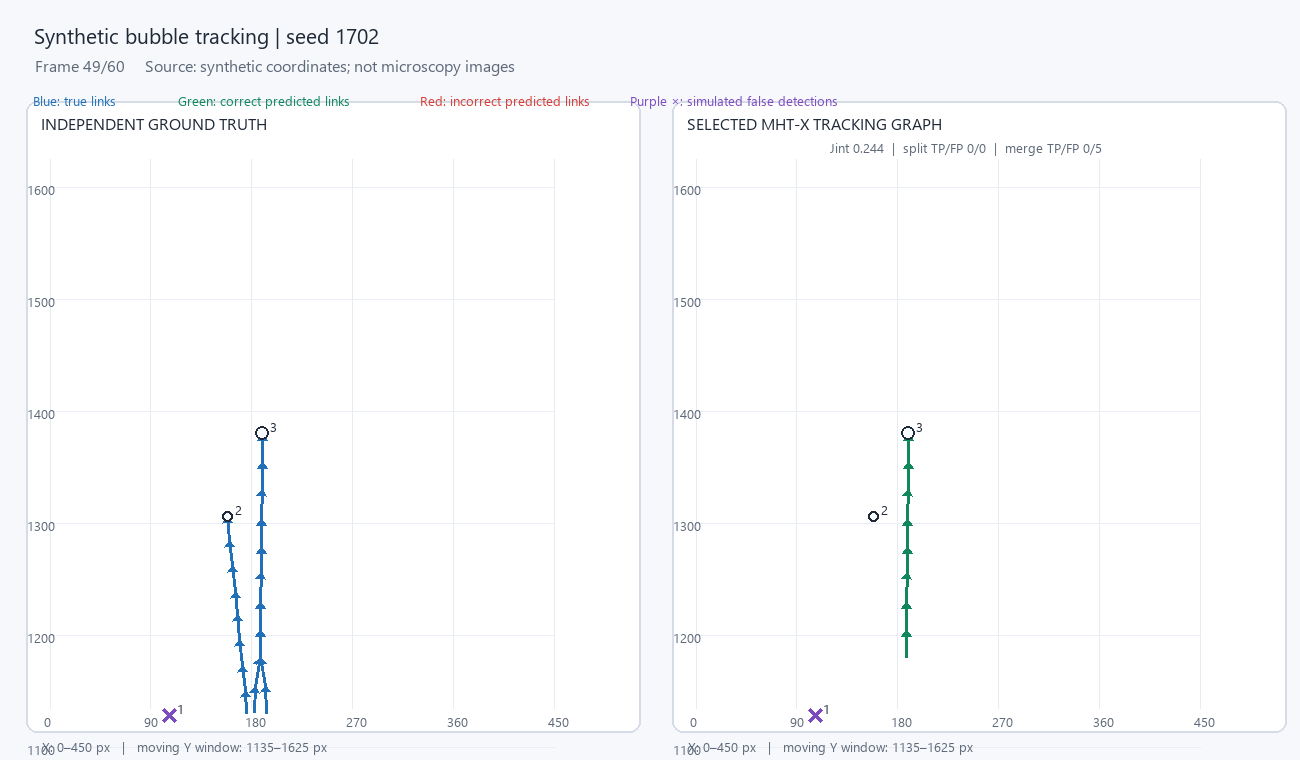 Synthetic bubble tracking | seed 1702
Frame 49/60 Source: synthetic coordinates; not microscopy images
Blue: true links Green: correct predicted links Red: incorrect predicted links Purple ×: simulated false detections
INDEPENDENT GROUND TRUTH
1600
1500
1400
3
1300
2
1200
1
0 90 180 270 360 450
1100
X: 0–450 px | moving Y window: 1135–1625 px
SELECTED MHT-X TRACKING GRAPH
Jint 0.244 | split TP/FP 0/0 | merge TP/FP 0/5
1600
1500
1400
3
1300
2
1200
1
0 90 180 270 360 450
1100
X: 0–450 px | moving Y window: 1135–1625 px